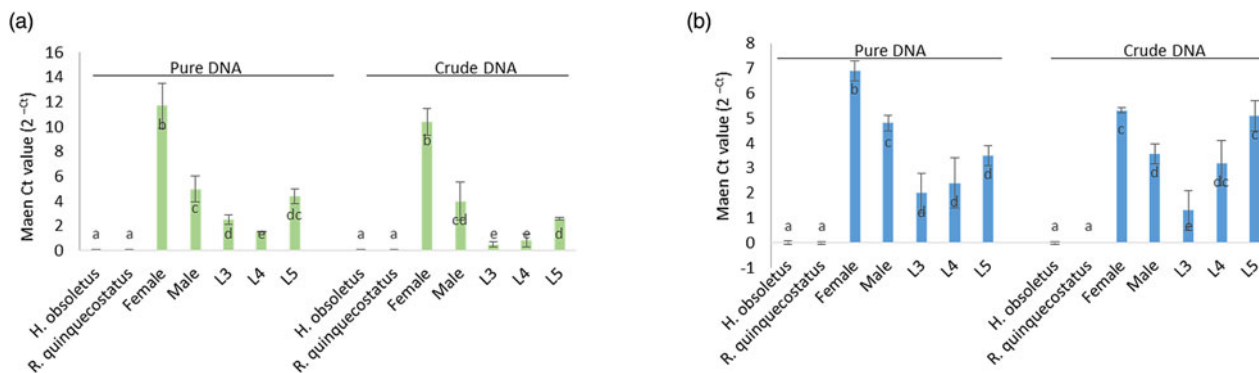 (a)
Maen Ct value (2 ⁻ᶜᵗ)
16
14
12
10
8
6
4
2
0
Pure DNA
Crude DNA
a
a
b
c
d
e
dc
a
a
b
cd
e
e
d
H. obsoletus
R. quinquecostatus
Female
Male
L3
L4
L5
H. obsoletus
R. quinquecostatus
Female
Male
L3
L4
L5
(b)
Maen Ct value (2 ⁻ᶜᵗ)
8
7
6
5
4
3
2
1
0
-1
Pure DNA
Crude DNA
a
a
b
c
d
d
d
a
a
c
d
e
dc
c
H. obsoletus
R. quinquecostatus
Female
Male
L3
L4
L5
H. obsoletus
R. quinquecostatus
Female
Male
L3
L4
L5